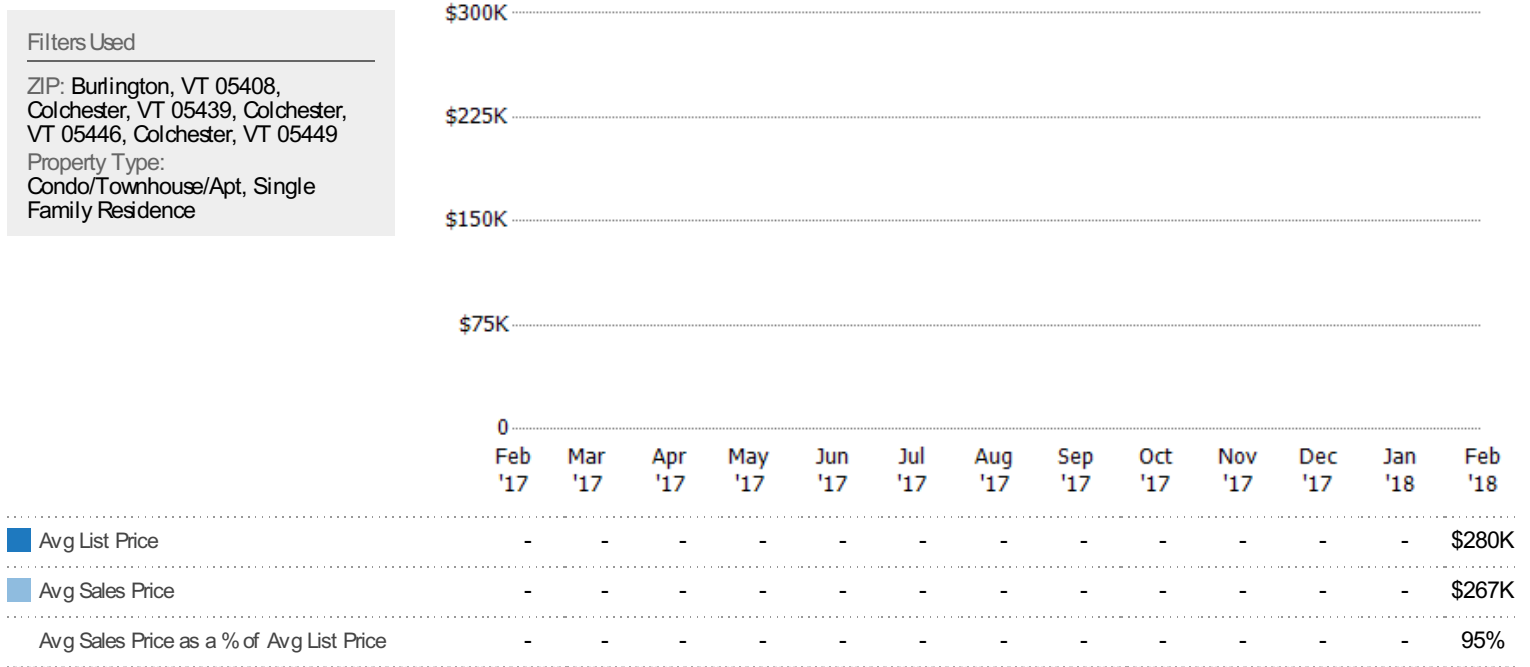 Filters Used
ZIP: Burlington, VT 05408,
Colchester, VT 05439, Colchester,
VT 05446, Colchester, VT 05449
Property Type:
Condo/Townhouse/Apt, Single
Family Residence
$300K
$225K
$150K
$75K
0
Feb Mar Apr May Jun Jul Aug Sep Oct Nov Dec Jan Feb
'17 '17 '17 '17 '17 '17 '17 '17 '17 '17 '17 '18 '18
Avg List Price - - - - - - - - - - - - $280K
Avg Sales Price - - - - - - - - - - - - $267K
Avg Sales Price as a % of Avg List Price - - - - - - - - - - - - 95%